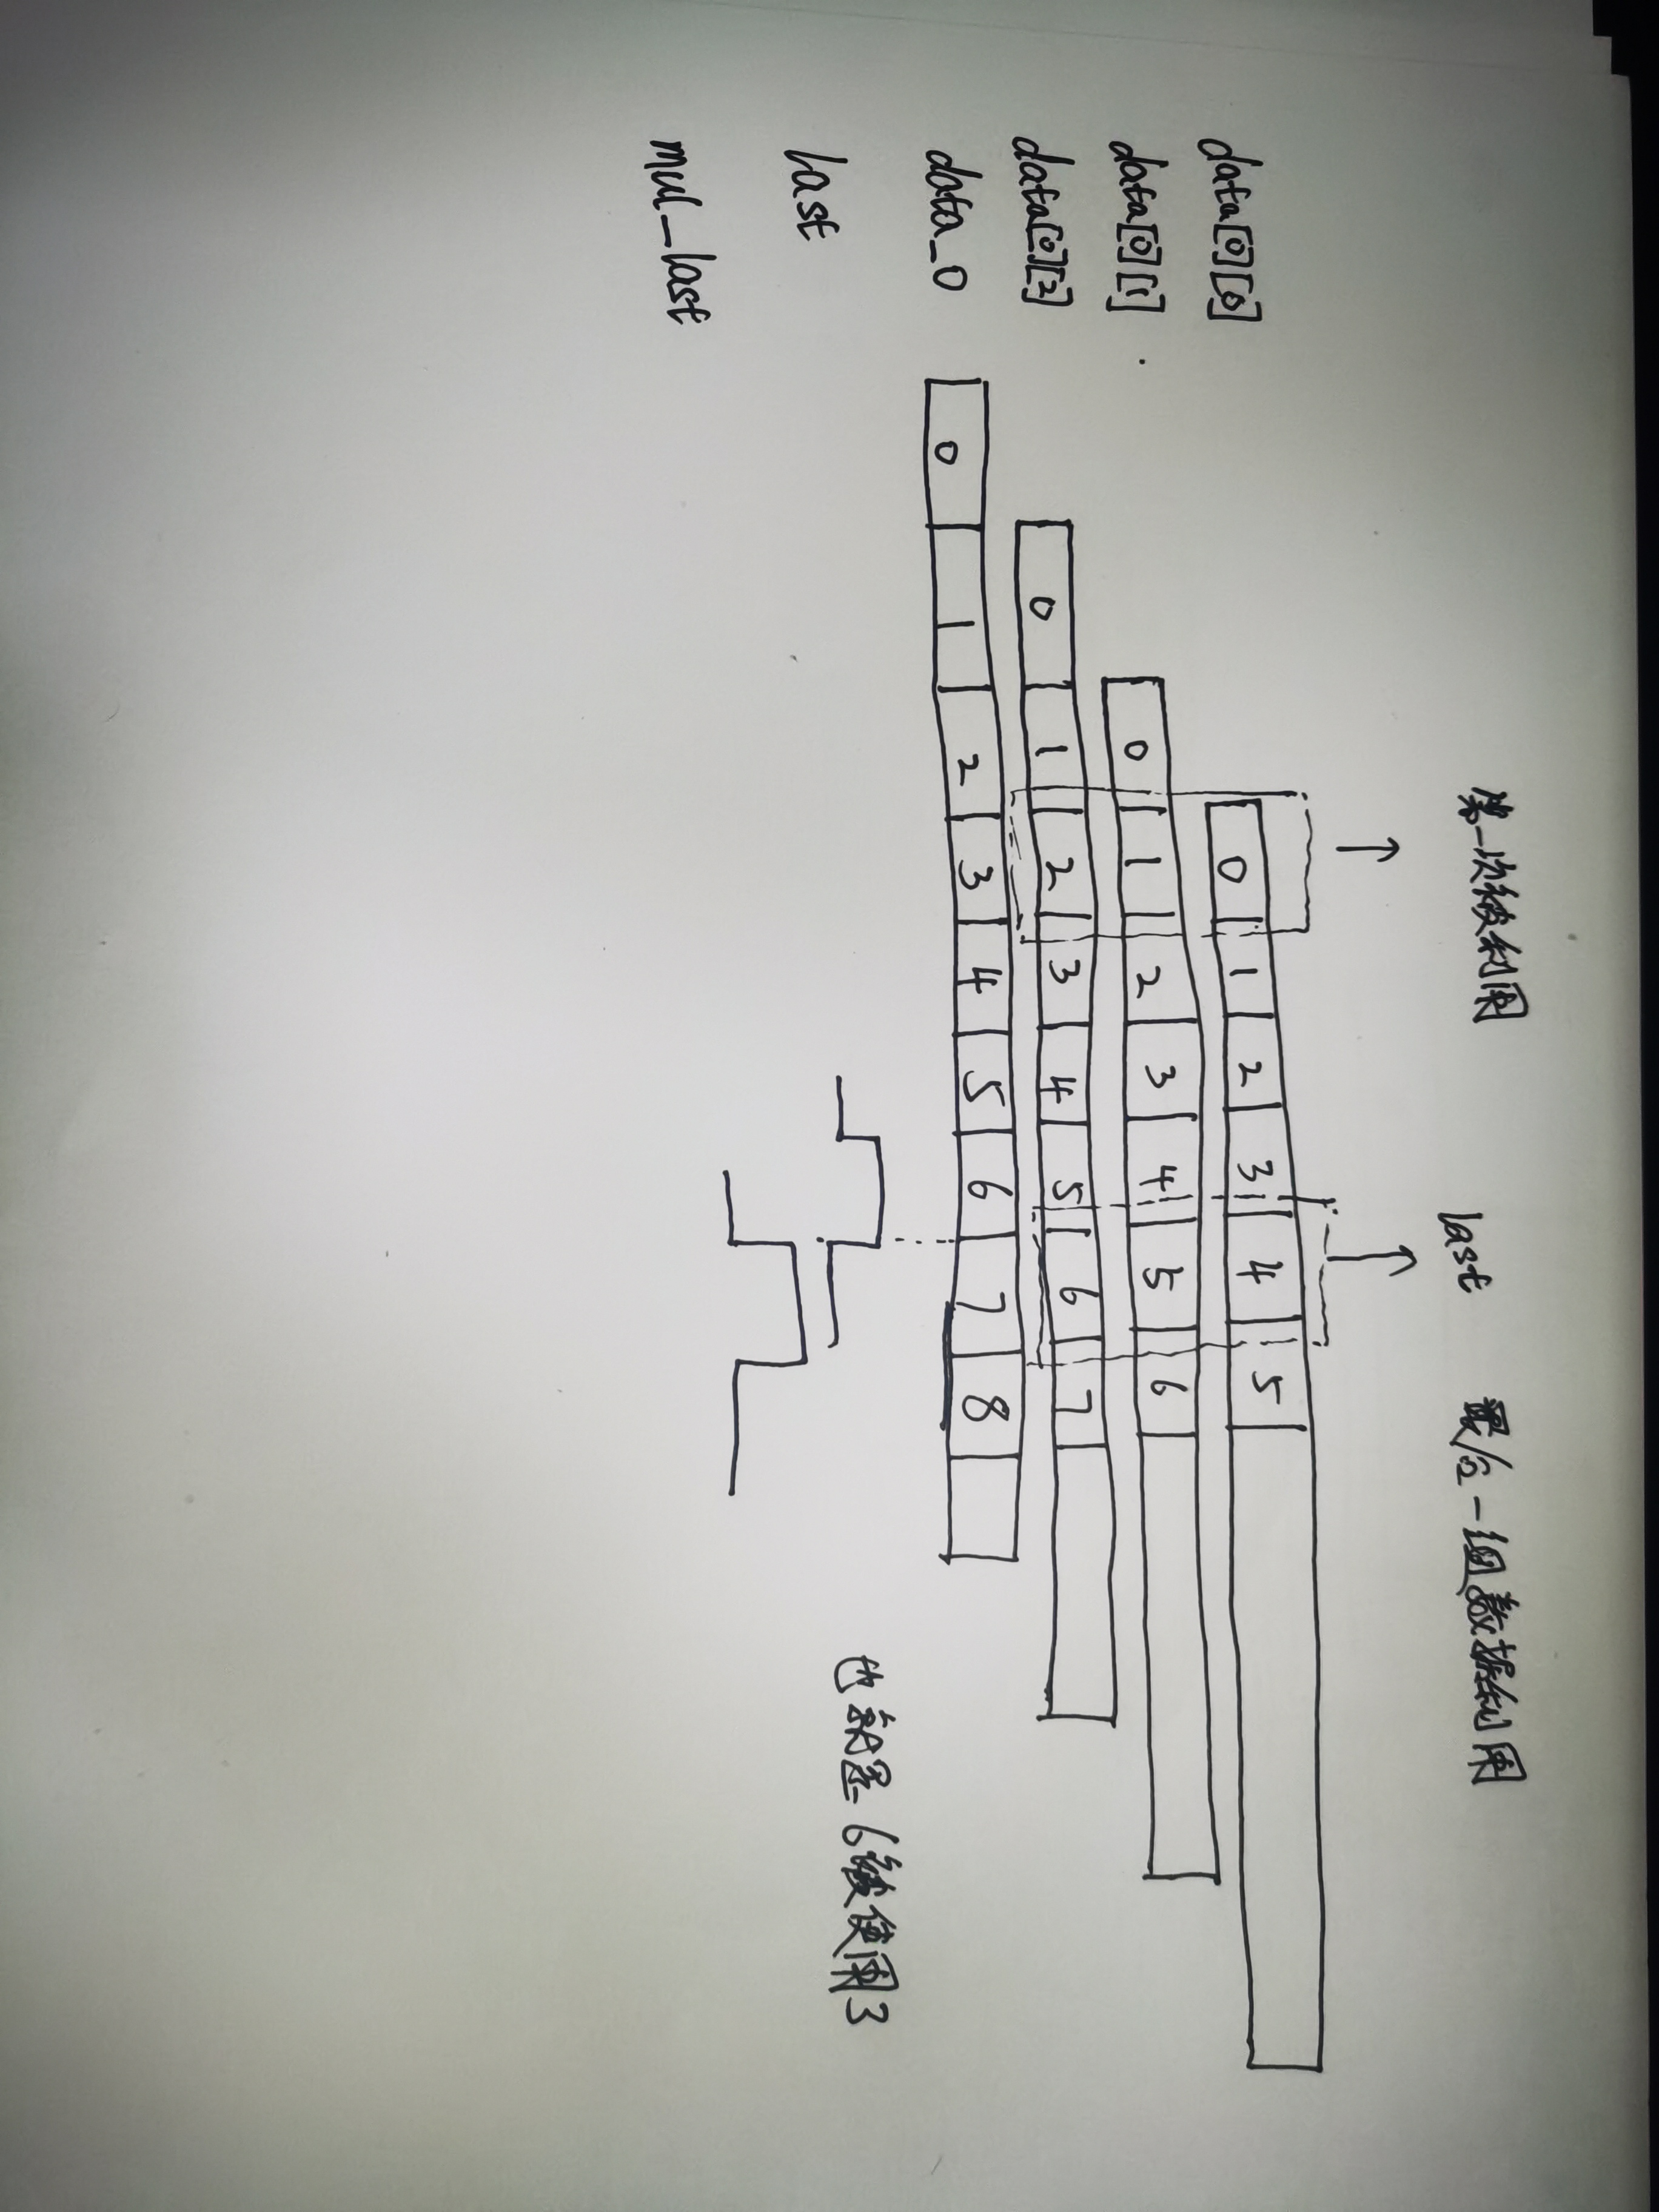 第一次被利用
last 最后一组数据利用
data[0][0] 0 1 2 3 4 5
data[0][1] 0 1 2 3 4 5 6
data[0][2] 0 1 2 3 4 5 6 7
data_0 0 1 2 3 4 5 6 7 8
也就是 6被使用3
last
mul_last